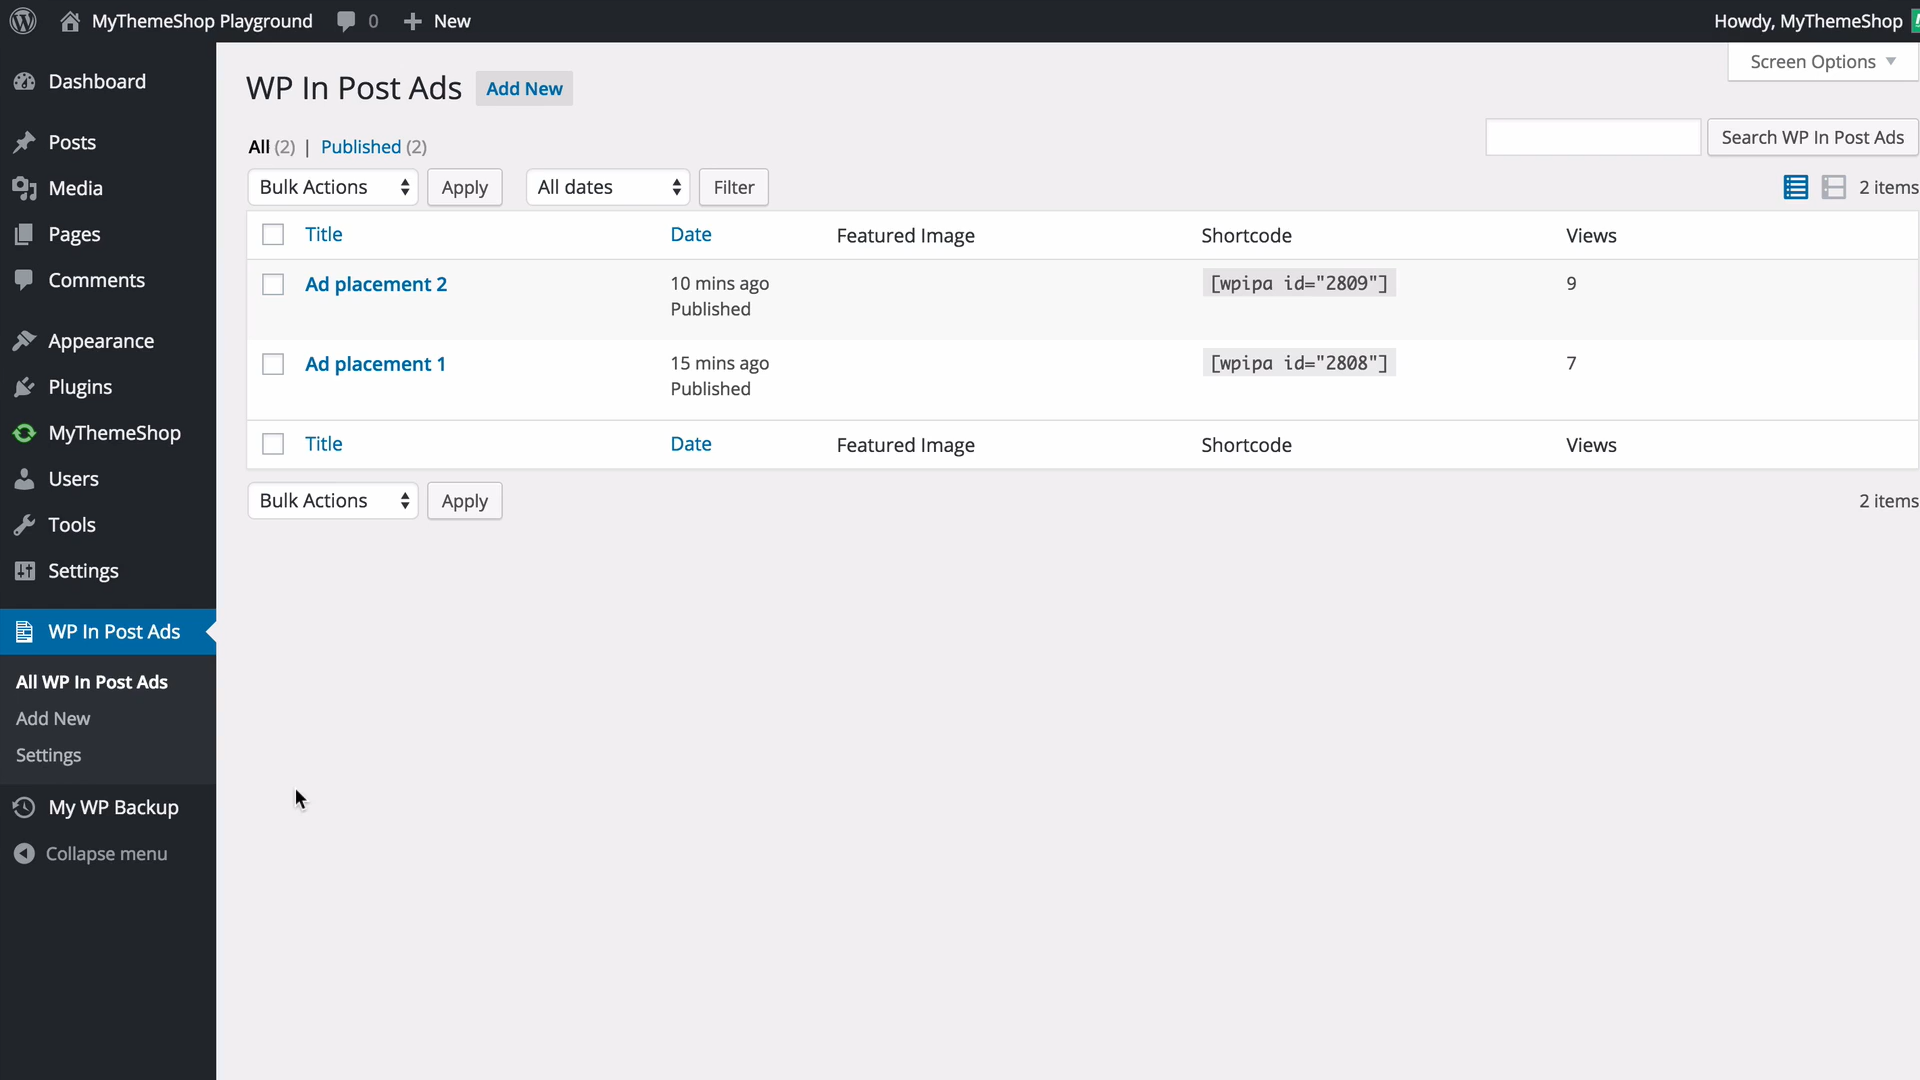 MyThemeShop Playground 0 New Howdy, MyThemeShop
Screen Options
Dashboard
Posts
Media
Pages
Comments
Appearance
Plugins
MyThemeShop
Users
Tools
Settings
WP In Post Ads
All WP In Post Ads
Add New
Settings
My WP Backup
Collapse menu
WP In Post Ads Add New
All (2) | Published (2)
Search WP In Post Ads
Bulk Actions Apply All dates Filter 2 items
Title Date Featured Image Shortcode Views
Ad placement 2 10 mins ago [wpipa id="2809"] 9
Published
Ad placement 1 15 mins ago [wpipa id="2808"] 7
Published
Title Date Featured Image Shortcode Views
Bulk Actions Apply 2 items